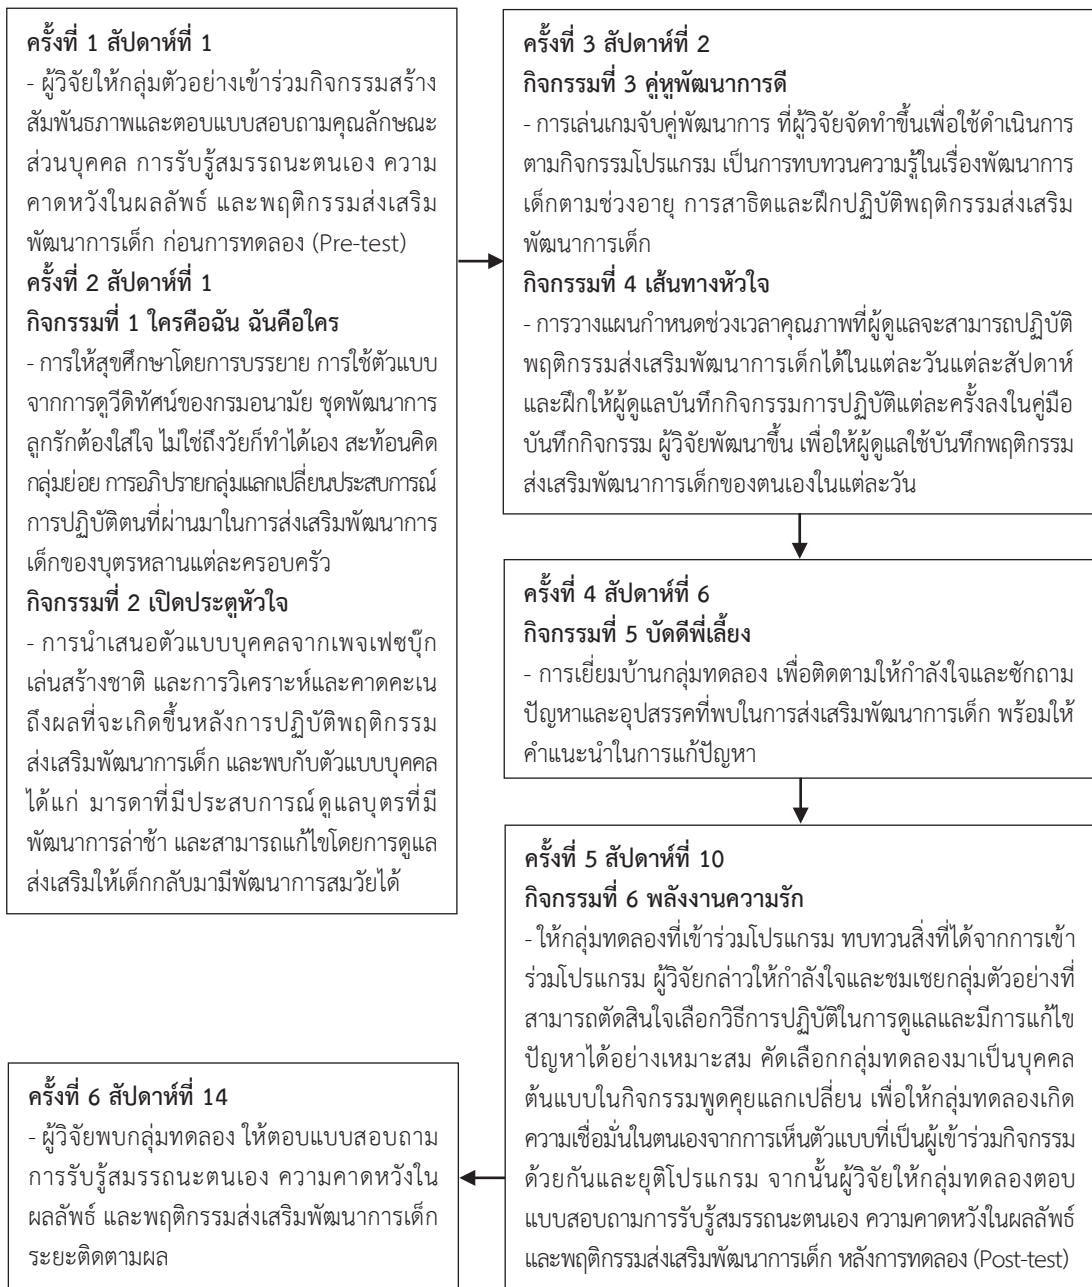 ครั้งที่ 1 สัปดาห์ที่ 1
- ผู้วิจัยให้กลุ่มตัวอย่างเข้าร่วมกิจกรรมสร้าง
สัมพันธภาพและตอบแบบสอบถามคุณลักษณะ
ส่วนบุคคล การรับรู้สมรรถนะตนเอง ความ
คาดหวังในผลลัพธ์ และพฤติกรรมส่งเสริม
พัฒนาการเด็ก ก่อนการทดลอง (Pre-test)
ครั้งที่ 2 สัปดาห์ที่ 1
กิจกรรมที่ 1 ใครคือฉัน ฉันคือใคร
- การให้สุขศึกษาโดยการบรรยาย การใช้ตัวแบบ
จากการดูวีดิทัศน์ของกรมอนามัย ชุดพัฒนาการ
ลูกรักต้องใส่ใจ ไม่ใช่ถึงวัยก็ทำได้เอง สะท้อนคิด
กลุ่มย่อย การอภิปรายกลุ่มแลกเปลี่ยนประสบการณ์
การปฏิบัติตนที่ผ่านมาในการส่งเสริมพัฒนาการ
เด็กของบุตรหลานแต่ละครอบครัว
กิจกรรมที่ 2 เปิดประตูหัวใจ
- การนำเสนอตัวแบบบุคคลจากเพจเฟซบุ๊ก
เล่นสร้างชาติ และการวิเคราะห์และคาดคะเน
ถึงผลที่จะเกิดขึ้นหลังการปฏิบัติพฤติกรรม
ส่งเสริมพัฒนาการเด็ก และพบกับตัวแบบบุคคล
ได้แก่ มารดาที่มีประสบการณ์ดูแลบุตรที่มี
พัฒนาการล่าช้า และสามารถแก้ไขโดยการดูแล
ส่งเสริมให้เด็กกลับมามีพัฒนาการสมวัยได้
ครั้งที่ 3 สัปดาห์ที่ 2
กิจกรรมที่ 3 คู่หูพัฒนาการดี
- การเล่นเกมจับคู่พัฒนาการ ที่ผู้วิจัยจัดทำขึ้นเพื่อใช้ดำเนินการ
ตามกิจกรรมโปรแกรม เป็นการทบทวนความรู้ในเรื่องพัฒนาการ
เด็กตามช่วงอายุ การสาธิตและฝึกปฏิบัติพฤติกรรมส่งเสริม
พัฒนาการเด็ก
กิจกรรมที่ 4 เส้นทางหัวใจ
- การวางแผนกำหนดช่วงเวลาคุณภาพที่ผู้ดูแลจะสามารถปฏิบัติ
พฤติกรรมส่งเสริมพัฒนาการเด็กได้ในแต่ละวันแต่ละสัปดาห์
และฝึกให้ผู้ดูแลบันทึกกิจกรรมการปฏิบัติแต่ละครั้งลงในคู่มือ
บันทึกกิจกรรม ผู้วิจัยพัฒนาขึ้น เพื่อให้ผู้ดูแลใช้บันทึกพฤติกรรม
ส่งเสริมพัฒนาการเด็กของตนเองในแต่ละวัน
ครั้งที่ 4 สัปดาห์ที่ 6
กิจกรรมที่ 5 บัดดีพี่เลี้ยง
- การเยี่ยมบ้านกลุ่มทดลอง เพื่อติดตามให้กำลังใจและซักถาม
ปัญหาและอุปสรรคที่พบในการส่งเสริมพัฒนาการเด็ก พร้อมให้
คำแนะนำในการแก้ปัญหา
ครั้งที่ 5 สัปดาห์ที่ 10
กิจกรรมที่ 6 พลังงานความรัก
- ให้กลุ่มทดลองที่เข้าร่วมโปรแกรม ทบทวนสิ่งที่ได้จากการเข้า
ร่วมโปรแกรม ผู้วิจัยกล่าวให้กำลังใจและชมเชยกลุ่มตัวอย่างที่
สามารถตัดสินใจเลือกวิธีการปฏิบัติในการดูแลและมีการแก้ไข
ปัญหาได้อย่างเหมาะสม คัดเลือกกลุ่มทดลองมาเป็นบุคคล
ต้นแบบในกิจกรรมพูดคุยแลกเปลี่ยน เพื่อให้กลุ่มทดลองเกิด
ความเชื่อมั่นในตนเองจากการเห็นตัวแบบที่เป็นผู้เข้าร่วมกิจกรรม
ด้วยกันและยุติโปรแกรม จากนั้นผู้วิจัยให้กลุ่มทดลองตอบ
แบบสอบถามการรับรู้สมรรถนะตนเอง ความคาดหวังในผลลัพธ์
และพฤติกรรมส่งเสริมพัฒนาการเด็ก หลังการทดลอง (Post-test)
ครั้งที่ 6 สัปดาห์ที่ 14
- ผู้วิจัยพบกลุ่มทดลอง ให้ตอบแบบสอบถาม
การรับรู้สมรรถนะตนเอง ความคาดหวังใน
ผลลัพธ์ และพฤติกรรมส่งเสริมพัฒนาการเด็ก
ระยะติดตามผล